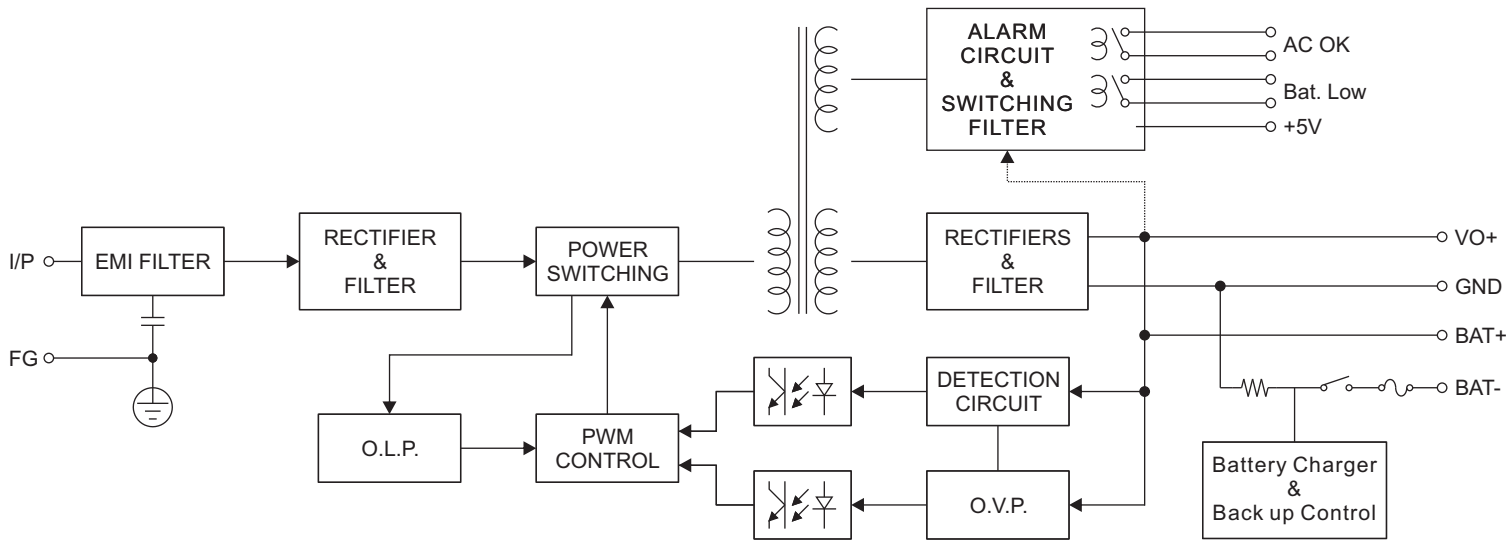 ALARM
CIRCUIT
&
SWITCHING
FILTER
AC OK
Bat. Low
+5V
I/P
EMI FILTER
RECTIFIER
&
FILTER
POWER
SWITCHING
RECTIFIERS
&
FILTER
VO+
GND
BAT+
BAT-
FG
O.L.P.
PWM
CONTROL
DETECTION
CIRCUIT
O.V.P.
Battery Charger
&
Back up Control